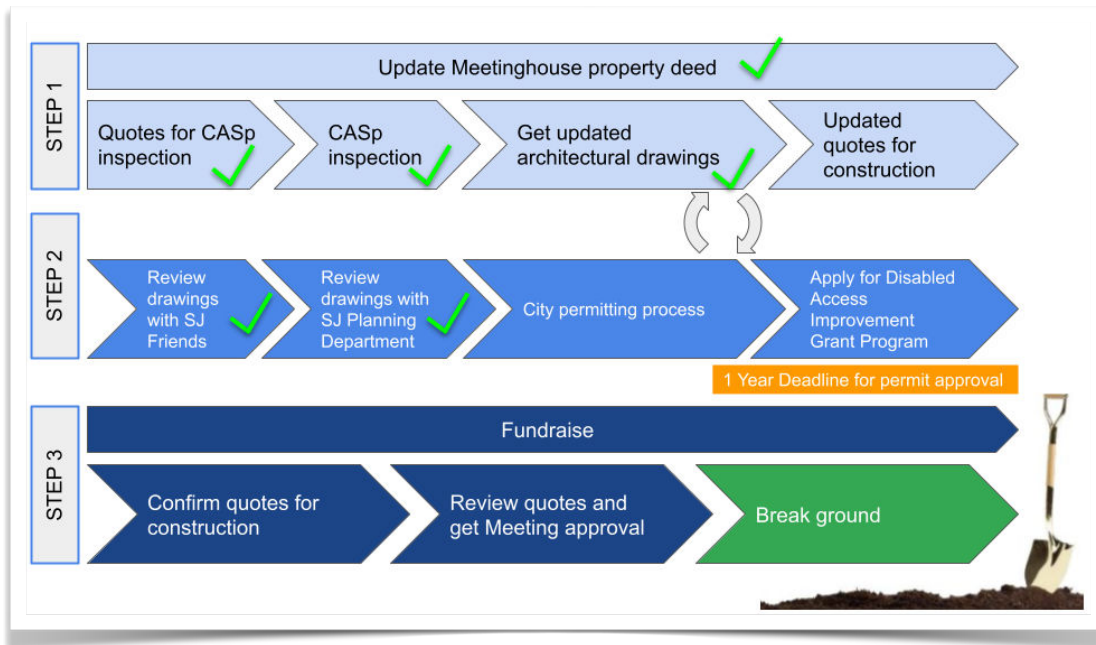 STEP 1
Update Meetinghouse property deed
Quotes for CASp
inspection
CASp
inspection
Get updated
architectural drawings
Updated
quotes for
construction
STEP 2
Review
drawings
with SJ
Friends
Review
drawings with
SJ Planning
Department
City permitting process
Apply for Disabled
Access
Improvement
Grant Program
1 Year Deadline for permit approval
STEP 3
Fundraise
Confirm quotes for
construction
Review quotes and
get Meeting approval
Break ground